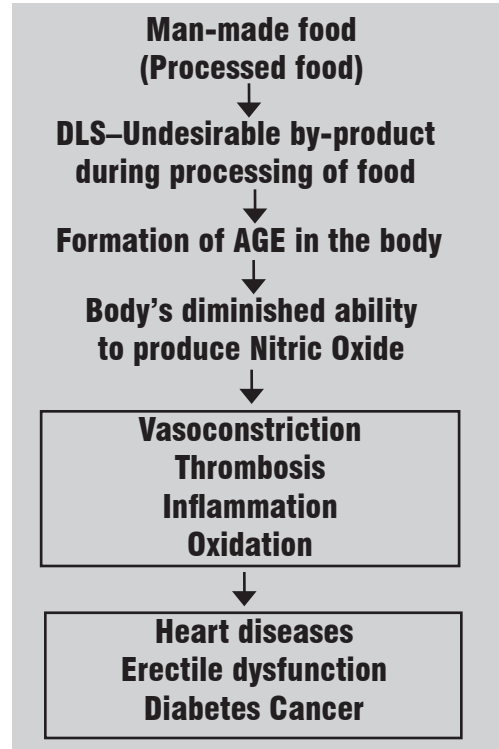 Man-made food
(Processed food)
DLS–Undesirable by-product
during processing of food
Formation of AGE in the body
Body’s diminished ability
to produce Nitric Oxide
Vasoconstriction
Thrombosis
Inflammation
Oxidation
Heart diseases
Erectile dysfunction
Diabetes Cancer